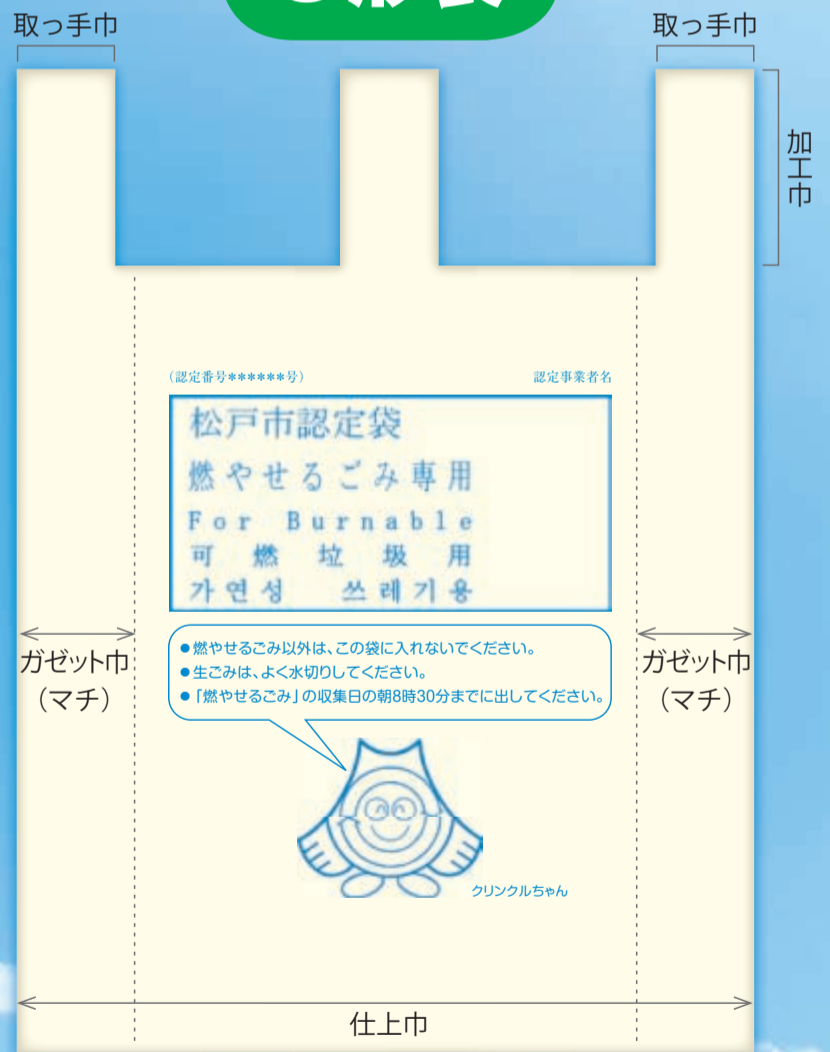 取っ手巾
取っ手巾
加工巾
(認定番号******号)
認定事業者名
松戸市認定袋
燃やせるごみ専用
For Burnable
可燃垃圾用
가연성 쓰레기용
●燃やせるごみ以外は、この袋に入れないでください。
●生ごみは、よく水切りしてください。
●「燃やせるごみ」の収集日の朝8時30分までに出してください。
ガゼット巾
(マチ)
ガゼット巾
(マチ)
クリンクルちゃん
仕上巾